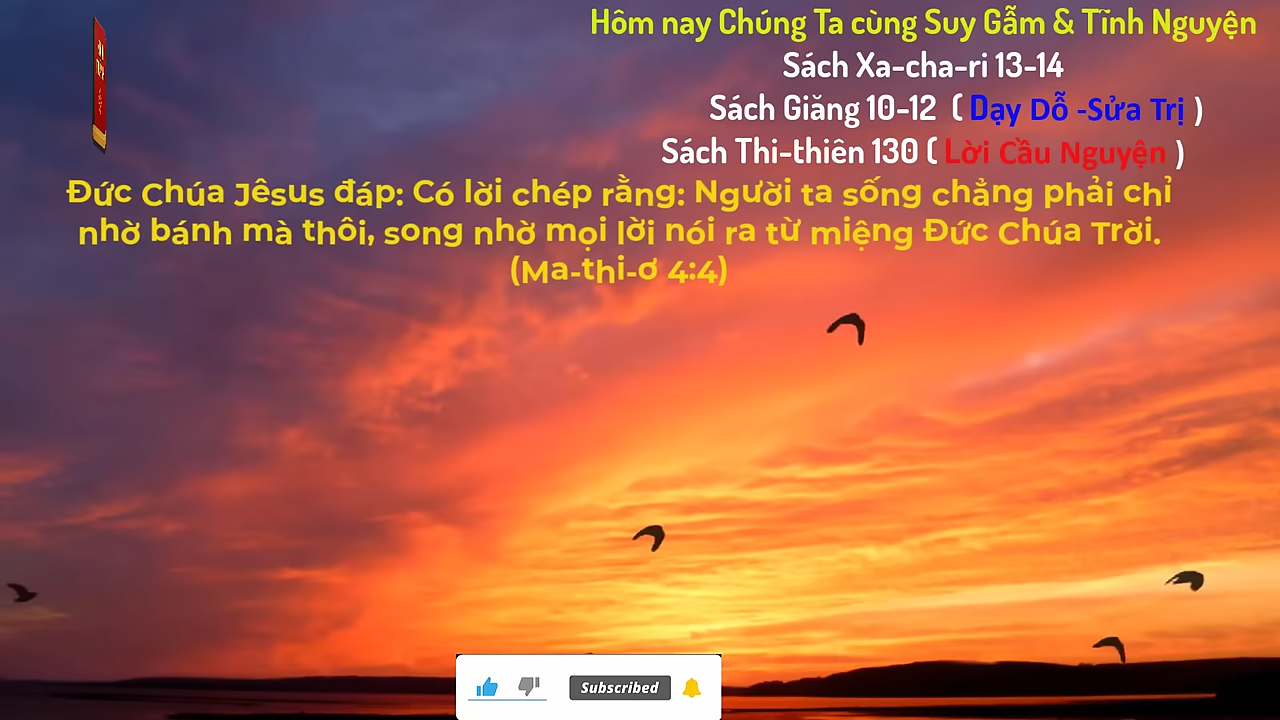 Hôm nay Chúng Ta cùng Suy Gẫm & Tĩnh Nguyện
Sách Xa-cha-ri 13-14
Sách Giăng 10-12 ( Dạy Dỗ -Sửa Trị )
Sách Thi-thiên 130 ( Lời Cầu Nguyện )
Đức Chúa Jêsus đáp: Có lời chép rằng: Người ta sống chẳng phải chỉ
nhờ bánh mà thôi, song nhờ mọi lời nói ra từ miệng Đức Chúa Trời.
(Ma-thi-ơ 4:4)
Subscribed